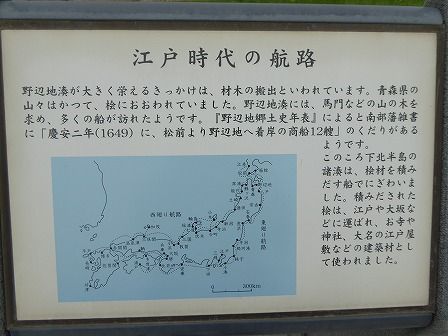 江戸時代の航路
野辺地湊が大きく栄えるきっかけは、材木の搬出といわれています。青森県の
山々はかつて、桧におおわれていました。野辺地湊には、馬門などの山の木を
求め、多くの船が訪れたようです。『野辺地郷土史年表』によると南部藩雑書
に「慶安二年(1649)に、松前より野辺地へ着岸の商船12艘」のくだりがある
ようです。
このころ下北半島の
諸湊は、桧材を積み
だす船でにぎわいま
した。積みだされた
桧は、江戸や大坂な
どに運ばれ、お寺や
神社、大名の江戸屋
敷などの建築材とし
て使われました。
西廻り航路
東廻り航路
0 300km